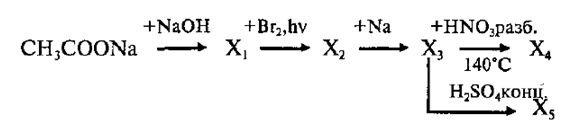 +NaOH +Br₂,hν +Na +HNO₃разб.
CH₃COONa → X₁ → X₂ → X₃ → X₄
140°C
H₂SO₄конц.
X₅